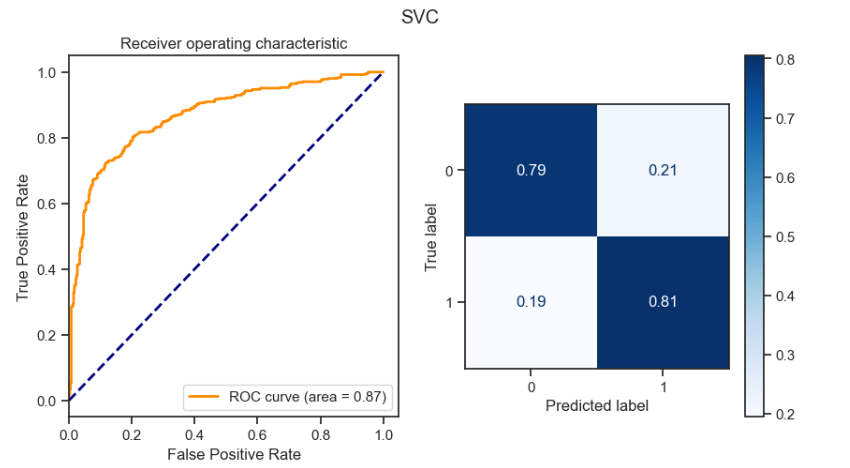 SVC
Receiver operating characteristic
True Positive Rate
1.0
0.8
0.6
0.4
0.2
0.0
ROC curve (area = 0.87)
0.0 0.2 0.4 0.6 0.8 1.0
False Positive Rate
True label
0
1
0.79 0.21
0.19 0.81
0 1
Predicted label
0.8
0.7
0.6
0.5
0.4
0.3
0.2